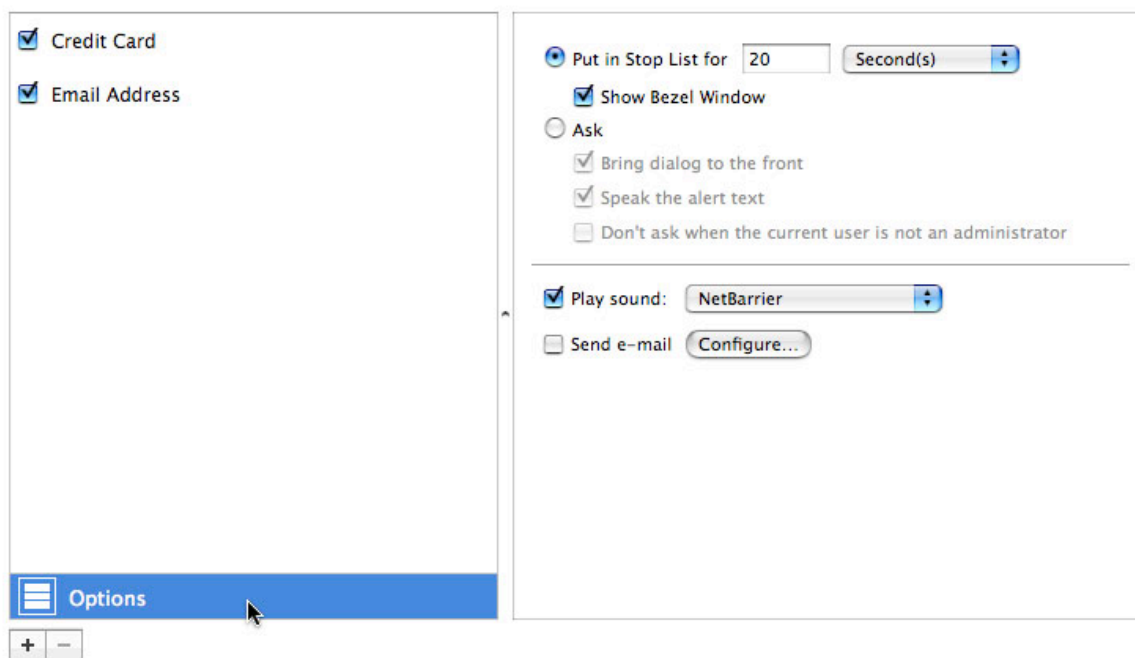 Credit Card
Email Address
Options
Put in Stop List for 20 Second(s)
Show Bezel Window
Ask
Bring dialog to the front
Speak the alert text
Don't ask when the current user is not an administrator
Play sound: NetBarrier
Send e-mail Configure...